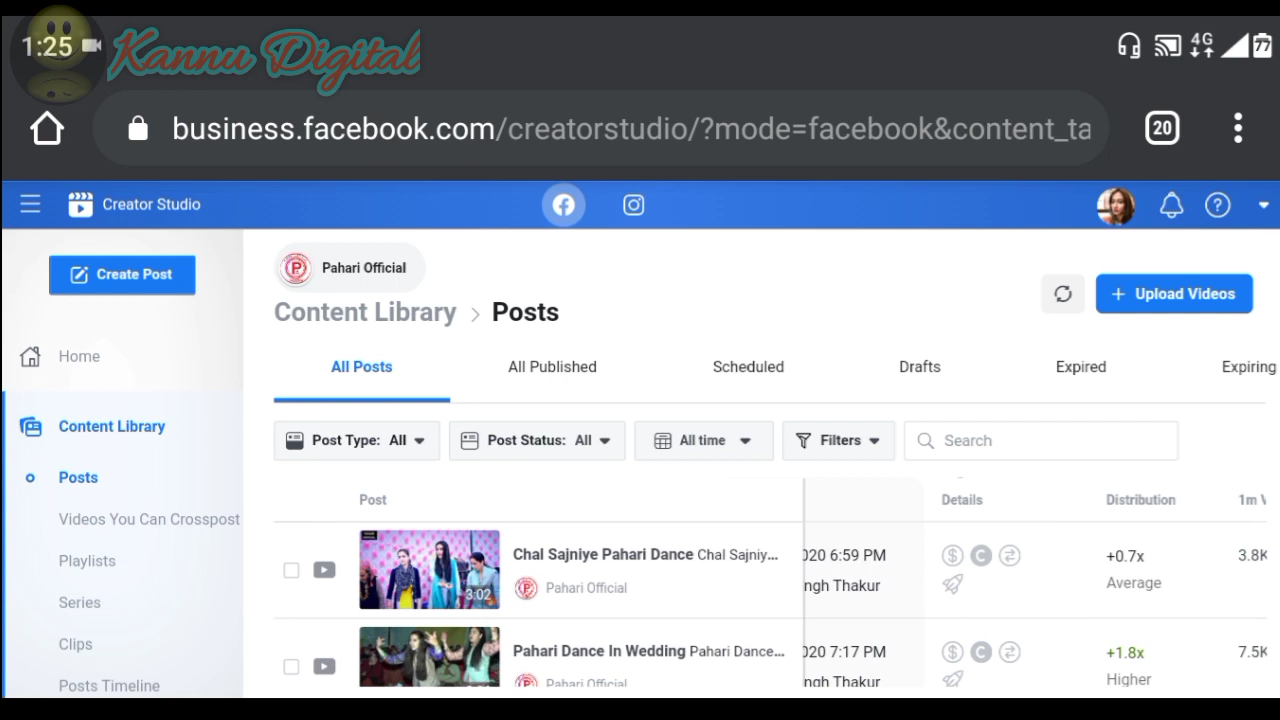 1:25
Kannu Digital
4G
77
business.facebook.com/creatorstudio/?mode=facebook&content_ta
20
Creator Studio
Create Post
Pahari Official
Content Library > Posts
+ Upload Videos
Home
All Posts
All Published
Scheduled
Drafts
Expired
Expiring
Content Library
Post Type: All
Post Status: All
All time
Filters
Search
Posts
Videos You Can Crosspost
Playlists
Series
Clips
Posts Timeline
Post
Details
Distribution
1m V
Chal Sajniye Pahari Dance Chal Sajniy...
Pahari Official
3:02
020 6:59 PM
ngh Thakur
+0.7x
Average
3.8K
Pahari Dance In Wedding Pahari Dance...
Pahari Official
020 7:17 PM
ngh Thakur
+1.8x
Higher
7.5K